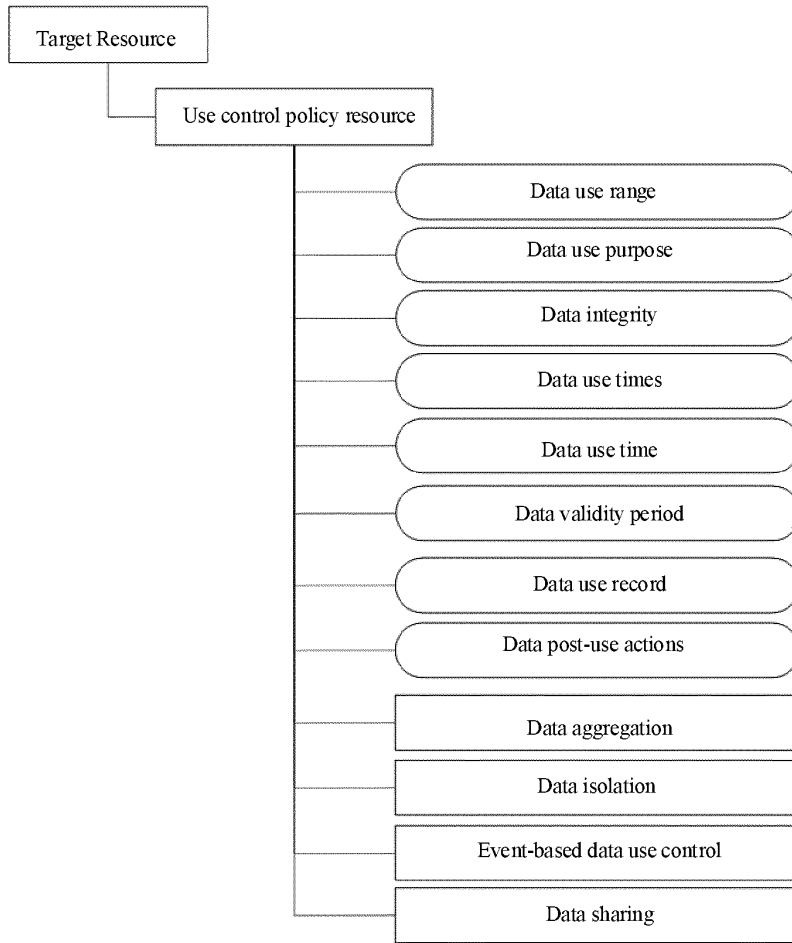 Target Resource
Use control policy resource
Data use range
Data use purpose
Data integrity
Data use times
Data use time
Data validity period
Data use record
Data post-use actions
Data aggregation
Data isolation
Event-based data use control
Data sharing